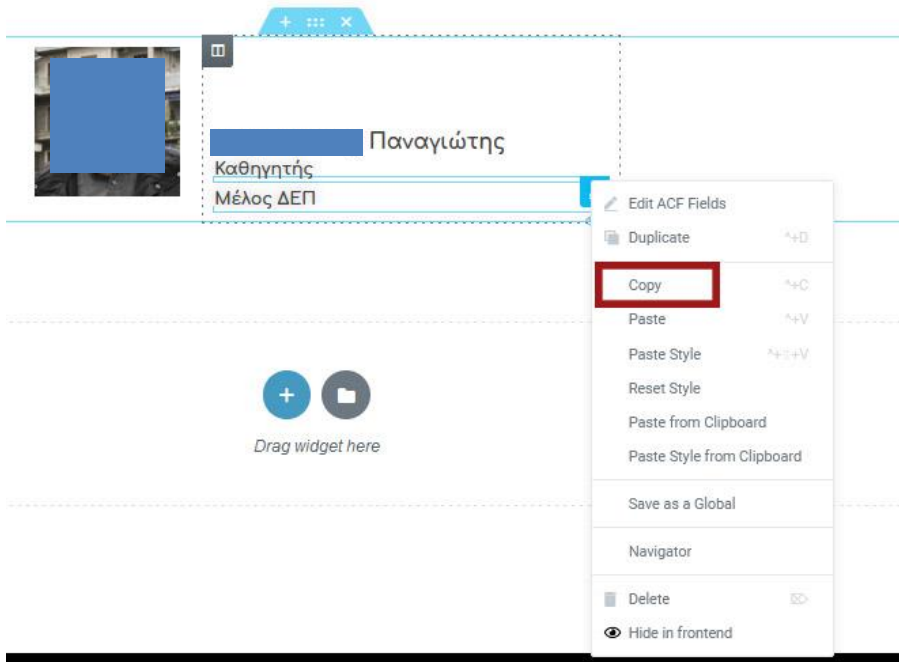 Παναγιώτης
Καθηγητής
Μέλος ΔΕΠ
Edit ACF Fields
Duplicate ^+D
Copy ^+C
Paste ^+V
Paste Style
Reset Style
Paste from Clipboard
Paste Style from Clipboard
Save as a Global
Navigator
Delete
Hide in frontend
Drag widget here